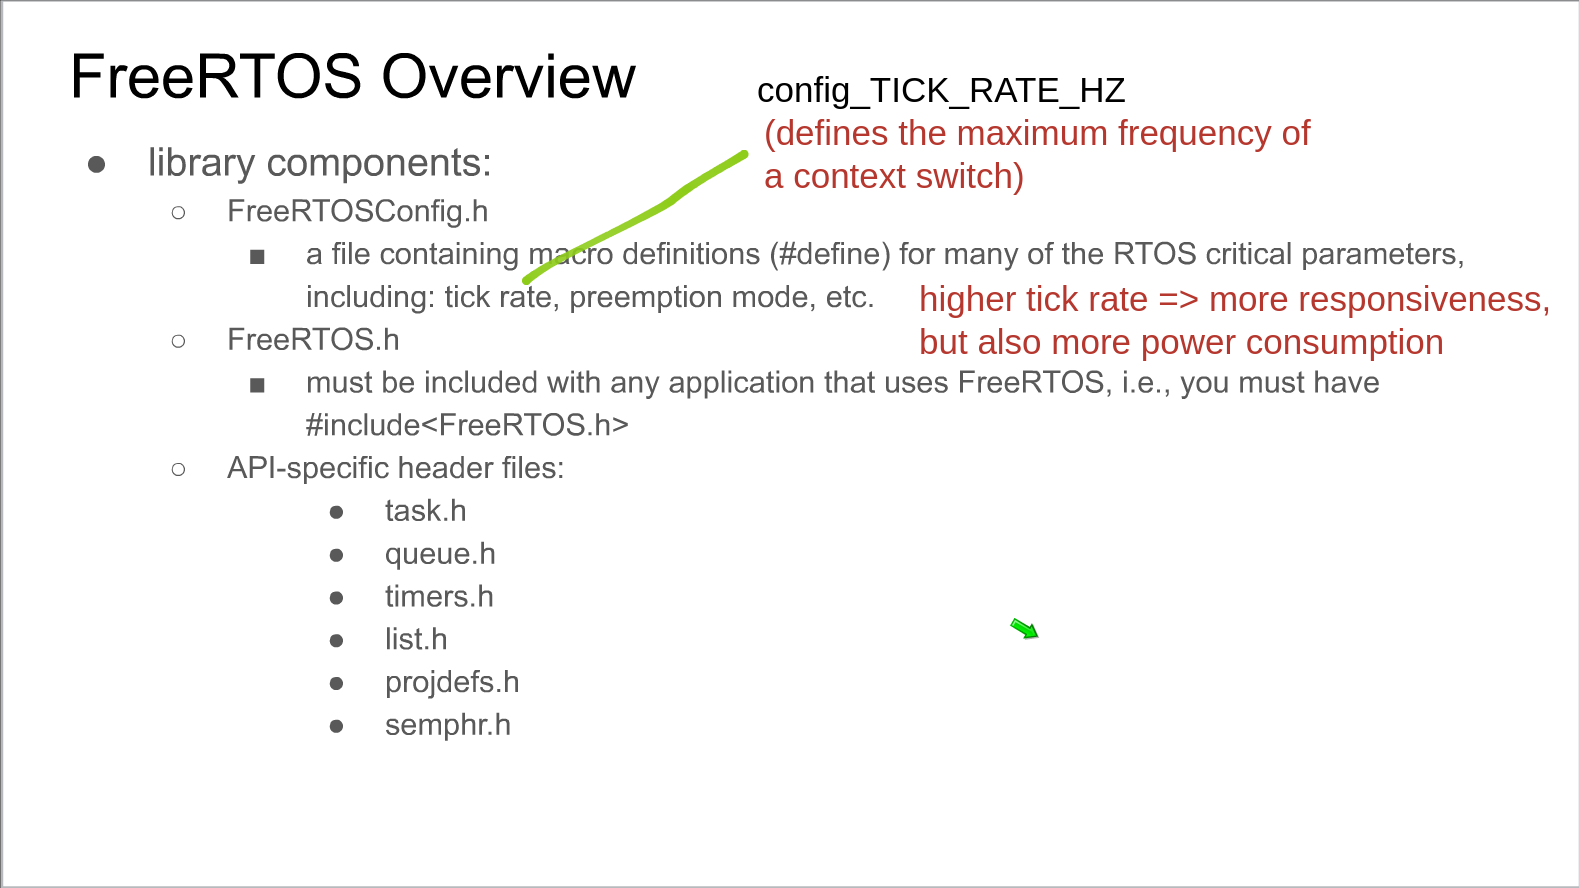 FreeRTOS Overview
config_TICK_RATE_HZ
(defines the maximum frequency of
a context switch)
● library components:
○ FreeRTOSConfig.h
■ a file containing macro definitions (#define) for many of the RTOS critical parameters,
including: tick rate, preemption mode, etc.
higher tick rate => more responsiveness,
but also more power consumption
○ FreeRTOS.h
■ must be included with any application that uses FreeRTOS, i.e., you must have
#include<FreeRTOS.h>
○ API-specific header files:
● task.h
● queue.h
● timers.h
● list.h
● projdefs.h
● semphr.h